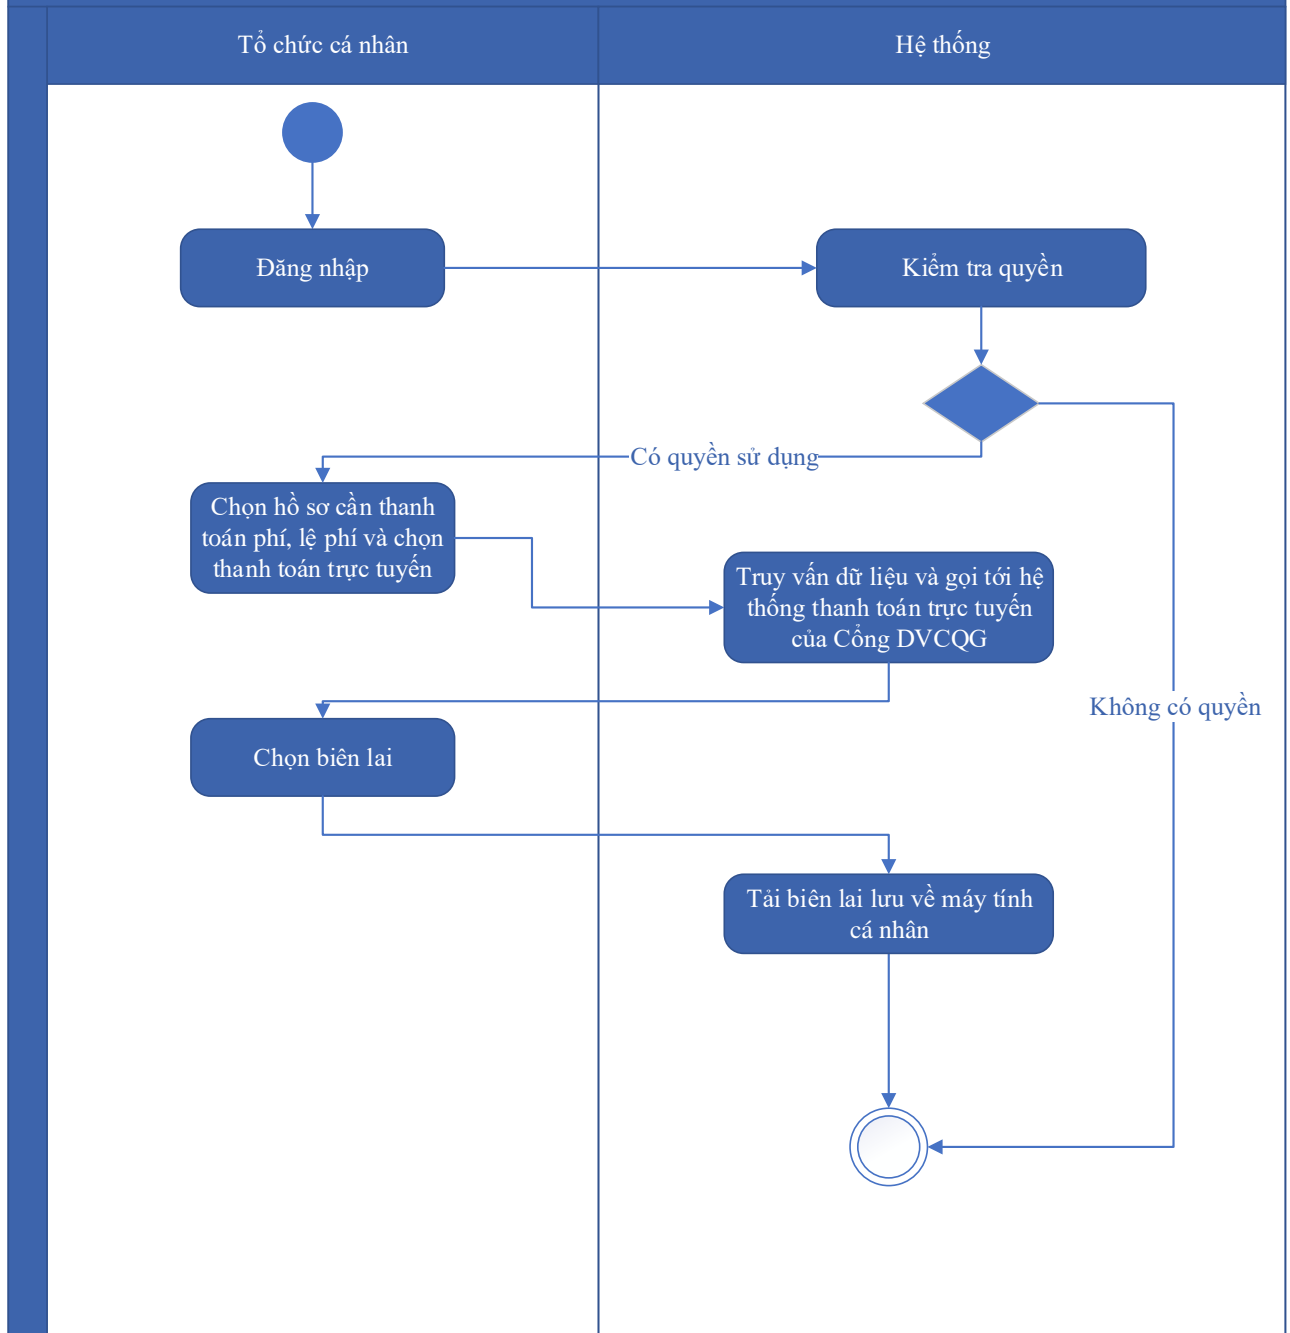 Tổ chức cá nhân
Hệ thống
Đăng nhập
Kiểm tra quyền
Có quyền sử dụng
Chọn hồ sơ cần thanh
toán phí, lệ phí và chọn
thanh toán trực tuyến
Truy vấn dữ liệu và gọi tới hệ
thống thanh toán trực tuyến
của Cổng DVCQG
Không có quyền
Chọn biên lai
Tải biên lai lưu về máy tính
cá nhân